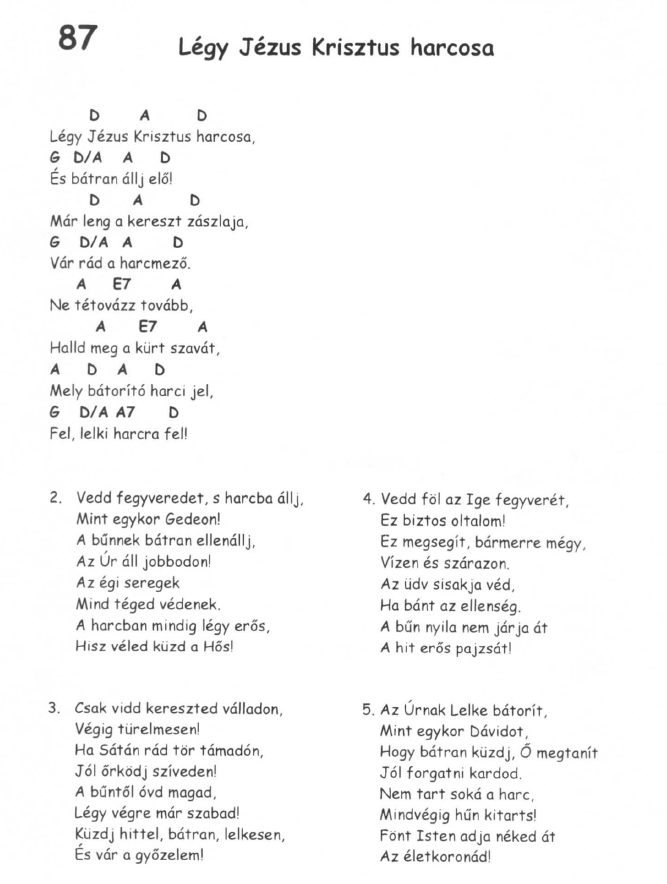 87
Légy Jézus Krisztus harcosa
D A D
Légy Jézus Krisztus harcosa,
G D/A A D
És bátran állj elő!
D A D
Már leng a kereszt zászlaja,
G D/A A D
Vár rád a harcmező.
A E7 A
Ne tétovázz tovább,
A E7 A
Halld meg a kürt szavát,
A D A D
Mely bátorító harci jel,
G D/A A7 D
Fel, lelki harcra fel!
2. Vedd fegyveredet, s harcba állj,
Mint egykor Gedeon!
A bűnnek bátran ellenállj,
Az Úr áll jobbodon!
Az égi seregek
Mind téged védenek.
A harcban mindig légy erős,
Hisz véled küzd a Hős!
3. Csak vidd kereszted válladon,
Végig türelmesen!
Ha Sátán rád tör támadón,
Jól őrködj szíveden!
A bűntől óvd magad,
Légy végre már szabad!
Küzdj hittel, bátran, lelkesen,
És vár a győzelem!
4. Vedd föl az Ige fegyverét,
Ez biztos oltalom!
Ez megsegít, bármerre mégy,
Vízen és szárazon.
Az üdv sisakja véd,
Ha bánt az ellenség.
A bűn nyila nem járja át
A hit erős pajzsát!
5. Az Úrnak Lelke bátorít,
Mint egykor Dávidot,
Hogy bátran küzdj, Ő megtanít
Jól forgatni kardod.
Nem tart soká a harc,
Mindvégig hűn kitarts!
Fönt Isten adja néked át
Az életkoronád!